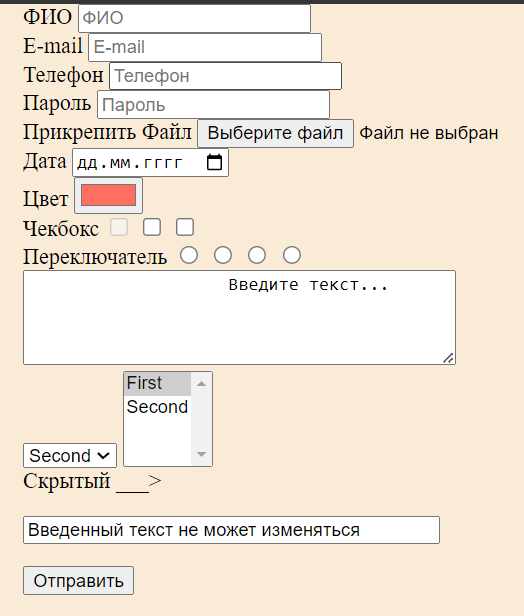 ФИО ФИО
E-mail E-mail
Телефон Телефон
Пароль Пароль
Прикрепить Файл Выберите файл Файл не выбран
Дата дд.мм.гггг
Цвет
Чекбокс
Переключатель
Введите текст...
First
Second
Second
Скрытый ___>
Введенный текст не может изменяться
Отправить